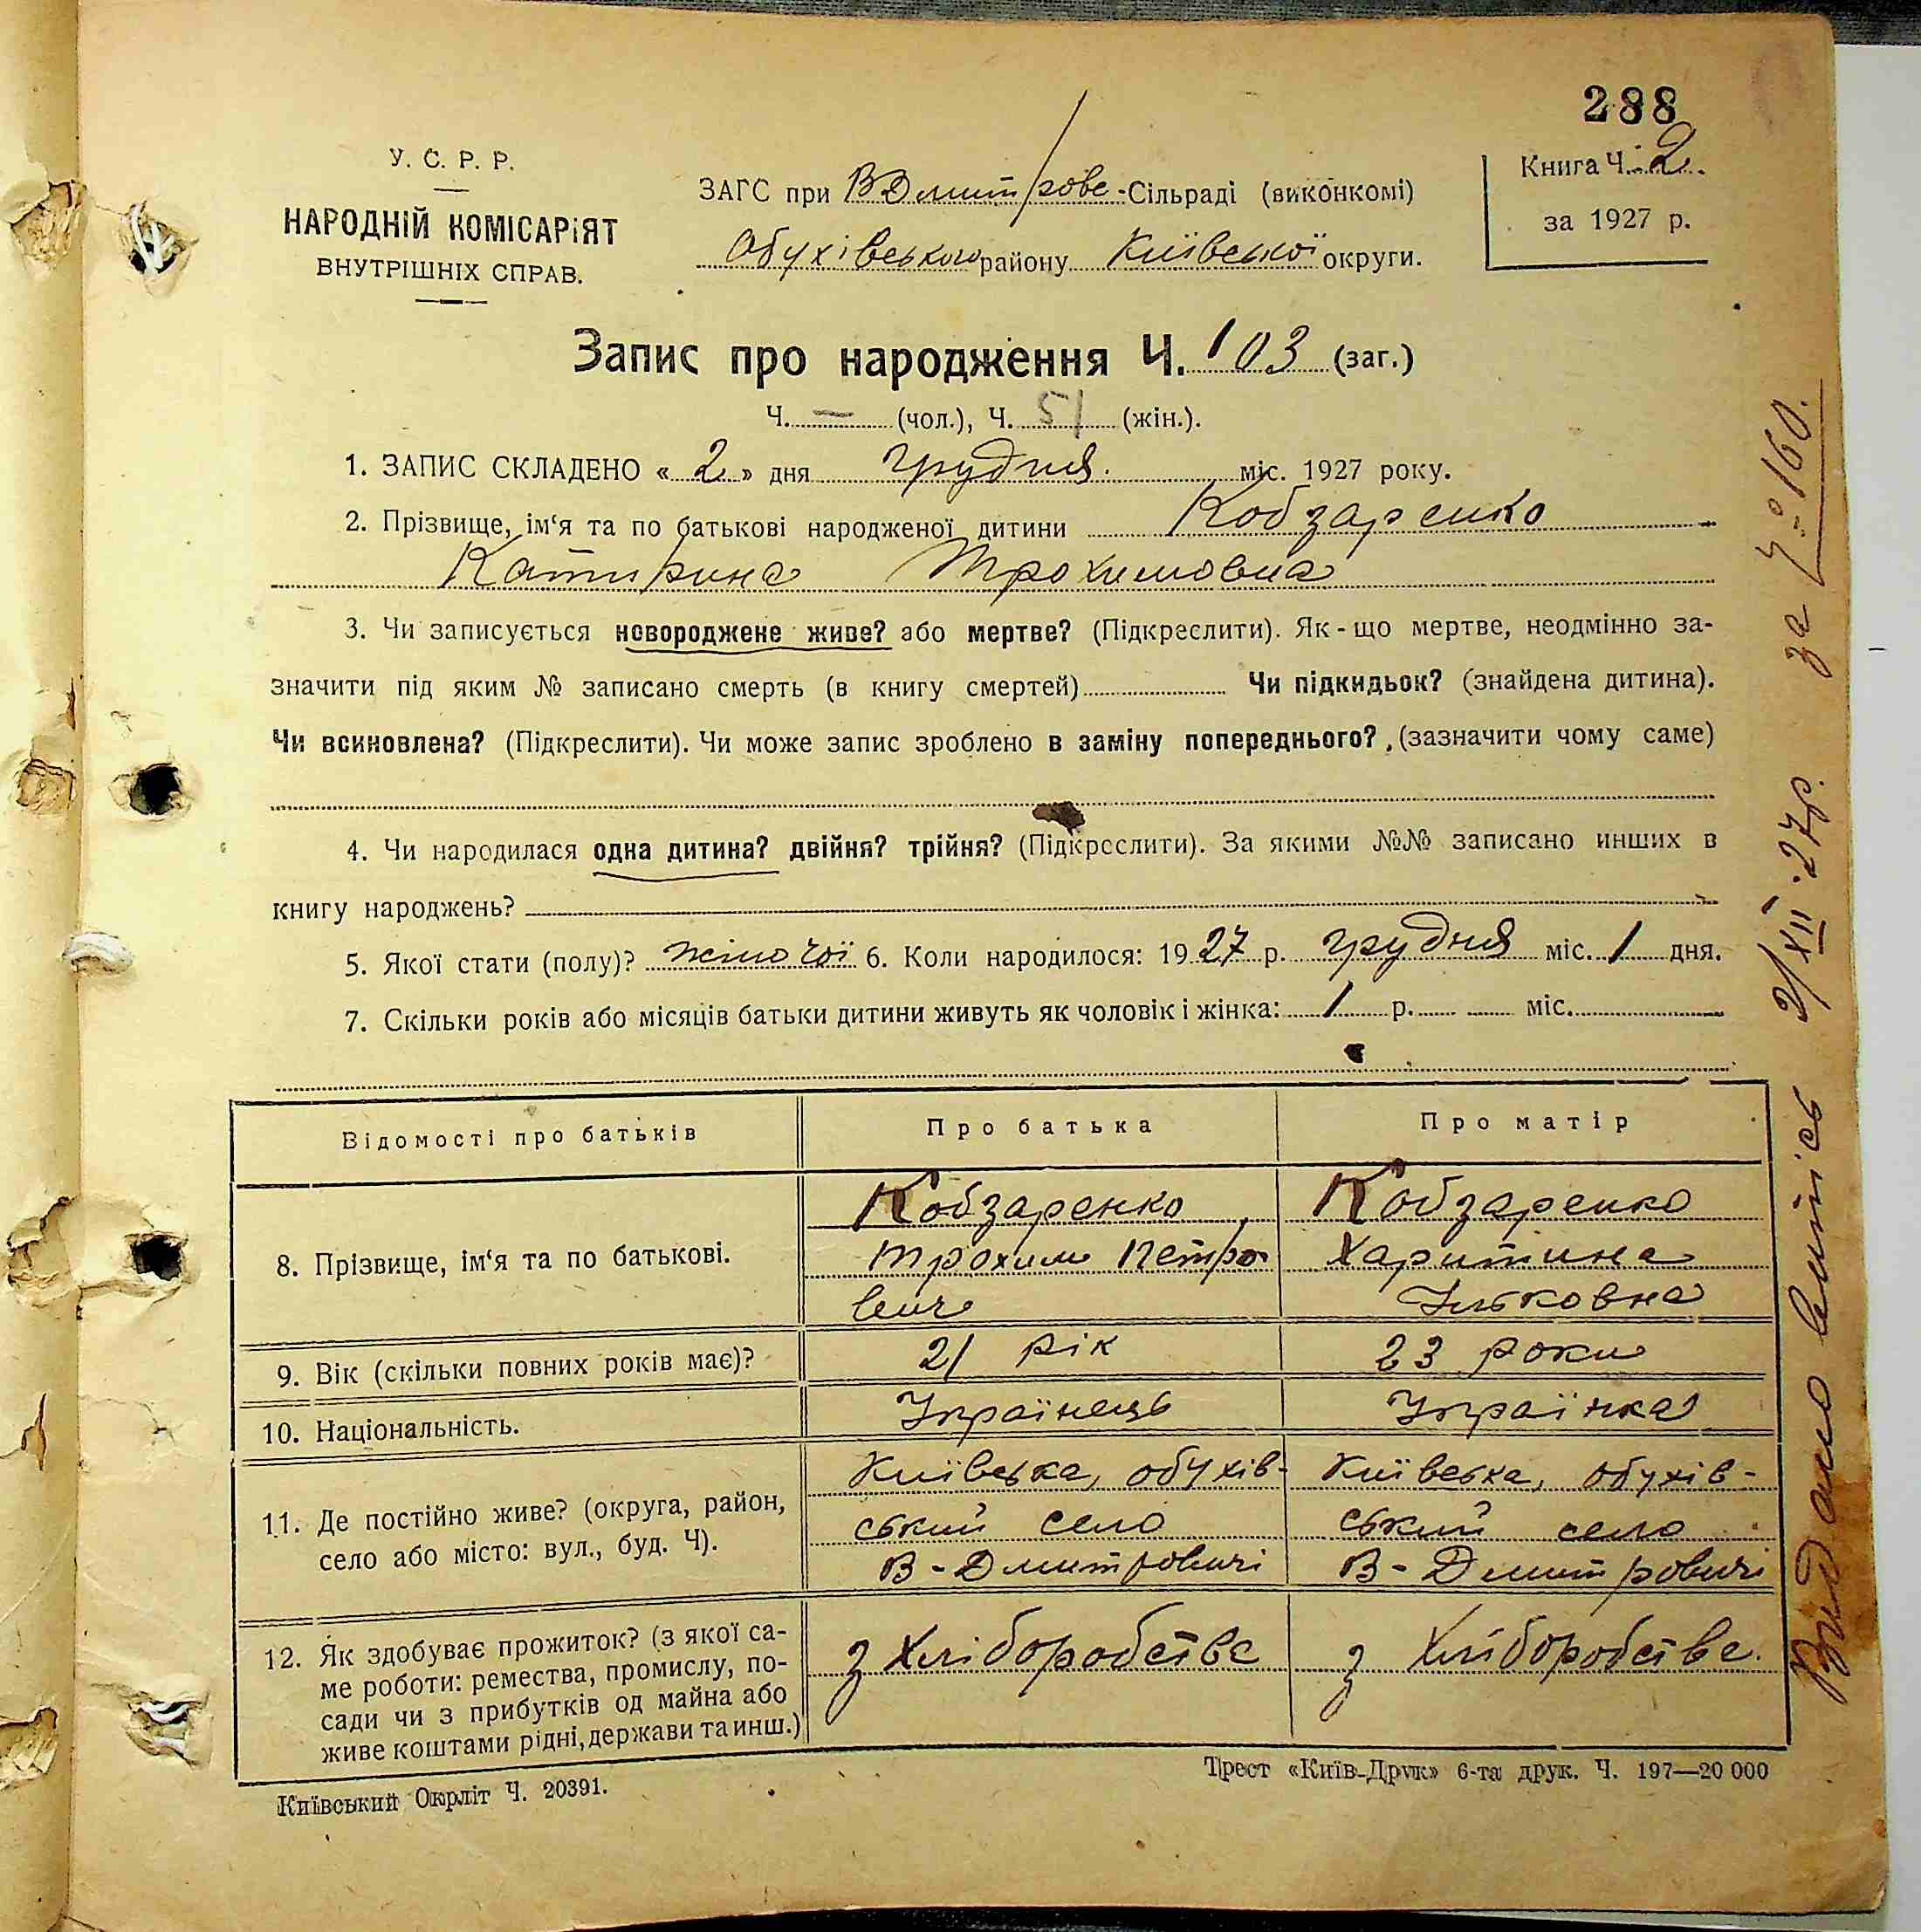 288
У. С. Р. Р.
НАРОДНІЙ КОМІСАРІЯТ
ВНУТРІШНІХ СПРАВ.
ЗАГС при В Дмитрове-Сільраді (виконкомі)
Обухівського району Київської округи.
Книга Ч. 2.
за 1927 р.
Запис про народження Ч. 103 (заг.)
Ч. — (чол.), Ч. 51 (жін.).
1. ЗАПИС СКЛАДЕНО «2» дня грудня. міс. 1927 року.
2. Прізвище, ім‘я та по батькові народженої дитини Кобзаренко
Катирина Трохимовна
3. Чи записується новороджене живе? або мертве? (Підкреслити). Як-що мертве, неодмінно за-
значити під яким № записано смерть (в книгу смертей) Чи підкидьок? (знайдена дитина).
Чи всиновлена? (Підкреслити). Чи може запис зроблено в заміну попереднього?, (зазначити чому саме)
4. Чи народилася одна дитина? двійня? трійня? (Підкреслити). За якими №№ записано инших в
книгу народжень?
5. Якої стати (полу)? жіночої 6. Коли народилося: 1927 р. грудня міс. 1 дня.
7. Скільки років або місяців батьки дитини живуть як чоловік і жінка: 1 р. міс.
Відомості про батьків Про батька Про матір
8. Прізвище, ім‘я та по батькові.
Кобзаренко
Трохим Петро
вич
Кобзаренко
Харитина
Ильковна
9. Вік (скільки повних років має)? 21 рік 23 роки
10. Національність. Українець Українка
11. Де постійно живе? (округа, район,
село або місто: вул., буд. Ч).
Київська, обухів-
ський село
В-Дмитровичі
Київська, обухів-
ський село
В-Дмитровичі
12. Як здобуває прожиток? (з якої са-
ме роботи: ремества, промислу, по-
сади чи з прибутків од майна або
живе коштами рідні, держави та инш.)
з Хліборобства
з Хліборобства.
Київський Окрліт Ч. 20391.
Трест «Київ-Друк» 6-та друк. Ч. 197—20 000
Видано витпісь 2/XII-27р. за Ч. 160.